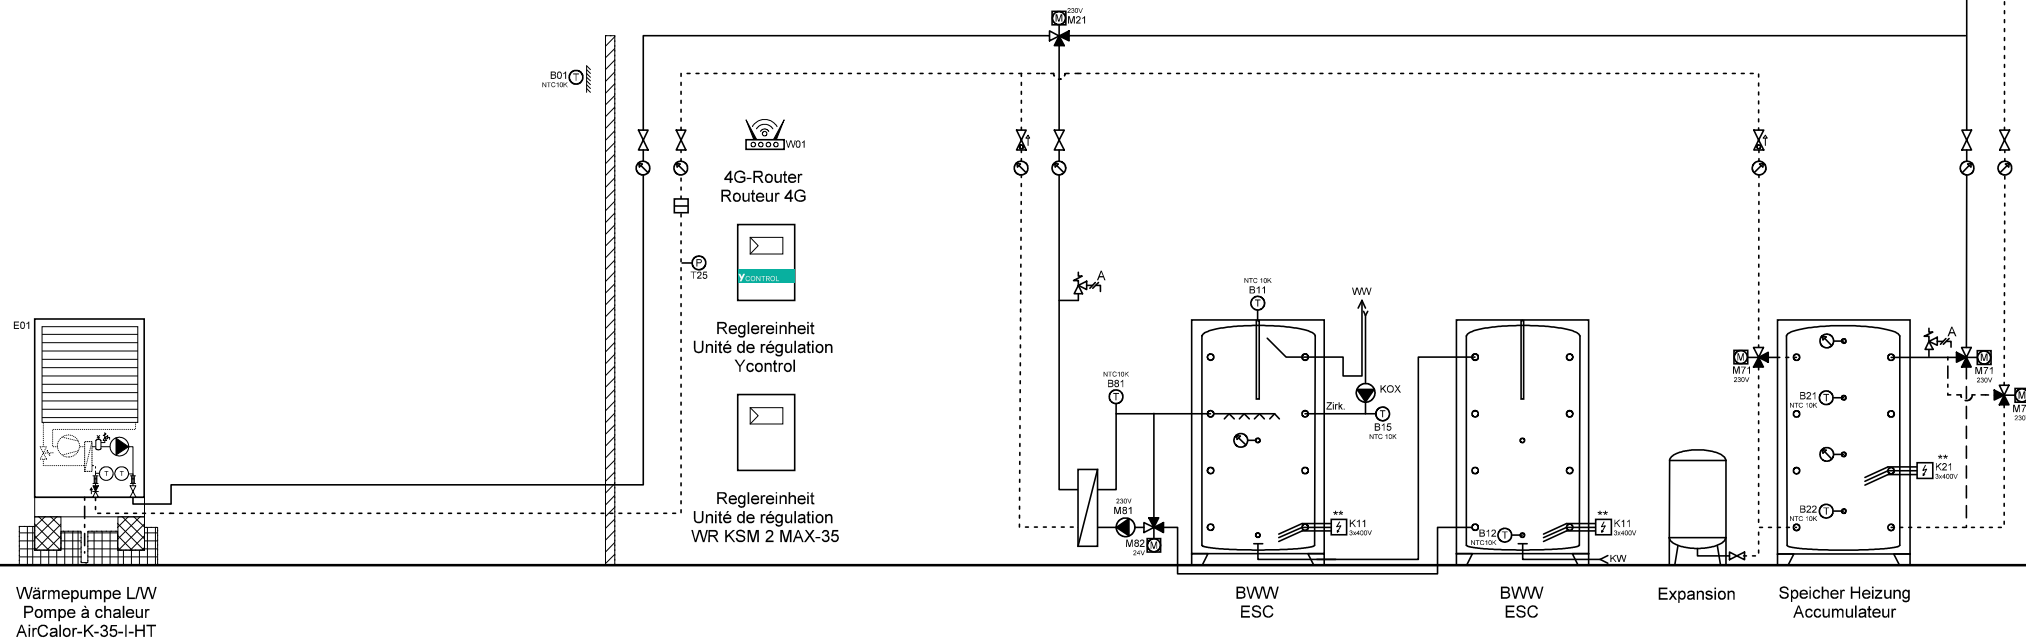 230V
M21
B01
T
NTC10K
W01
4G-Router
Routeur 4G
P
T25
YCONTROL
Reglereinheit
Unité de régulation
Ycontrol
Reglereinheit
Unité de régulation
WR KSM 2 MAX-35
E01
T T
Wärmepumpe L/W
Pompe à chaleur
AirCalor-K-35-I-HT
A
NTC 10K
B11
T
WW
NTC10K
B81
T
KOX
Zirk.
T
B15
NTC 10K
230V
M81
M82
24V
M
**
K11
3x400V
BWW
ESC
B12
T
NTC10K
**
K11
3x400V
KW
BWW
ESC
Expansion
M
M71
230V
A
M
M71
230V
B21
T
NTC 10K
**
K21
3x400V
B22
T
NTC 10K
Speicher Heizung
Accumulateur
M